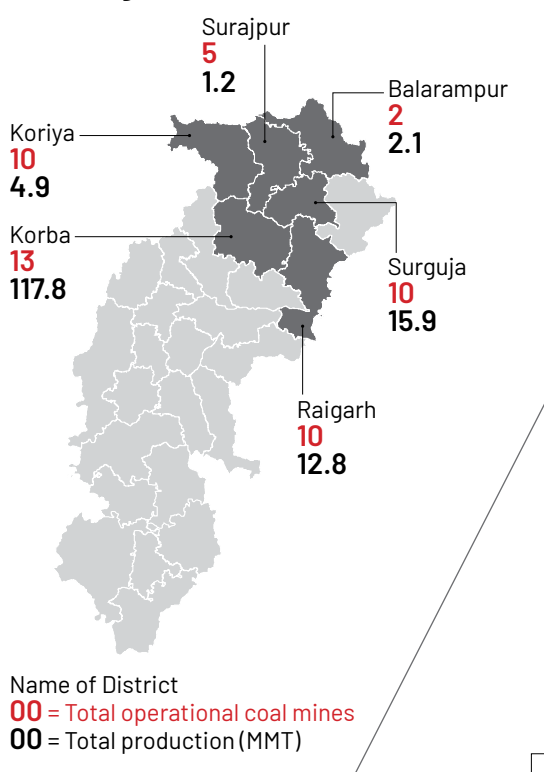 Surajpur
5
1.2
Balarampur
2
2.1
Koriya
10
4.9
Korba
13
117.8
Surguja
10
15.9
Raigarh
10
12.8
Name of District
00 = Total operational coal mines
00 = Total production (MMT)